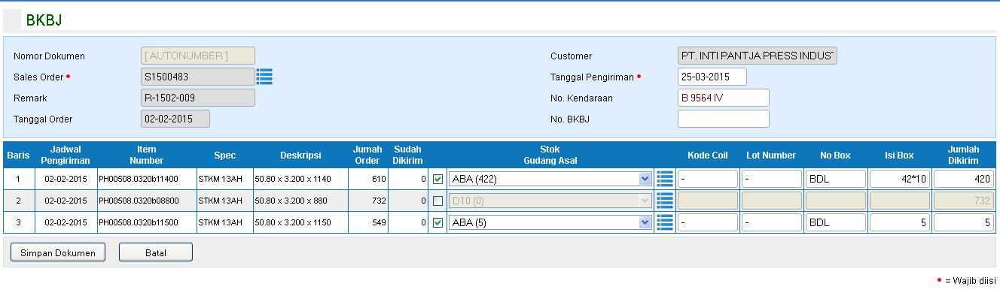 BKBJ
Nomor Dokumen [ AUTONUMBER ] Customer PT. INTI PANTJA PRESS INDUST
Sales Order • S1500483 Tanggal Pengiriman • 25-03-2015
Remark R-1502-009 No. Kendaraan B 9564 IV
Tanggal Order 02-02-2015 No. BKBJ
Baris Jadwal Pengiriman Item Number Spec Deskripsi Jumah Order Sudah Dikirim Stok Gudang Asal Kode Coil Lot Number No Box Isi Box Jumlah Dikirim
1 02-02-2015 PH00508.0320b11400 STKM 13AH 50.80 x 3.200 x 1140 610 0 ABA (422) - - BDL 42*10 420
2 02-02-2015 PH00508.0320b08800 STKM 13AH 50.80 x 3.200 x 880 732 0 D10 (0) 732
3 02-02-2015 PH00508.0320b11500 STKM 13AH 50.80 x 3.200 x 1150 549 0 ABA (5) - - BDL 5 5
Simpan Dokumen Batal
• = Wajib diisi